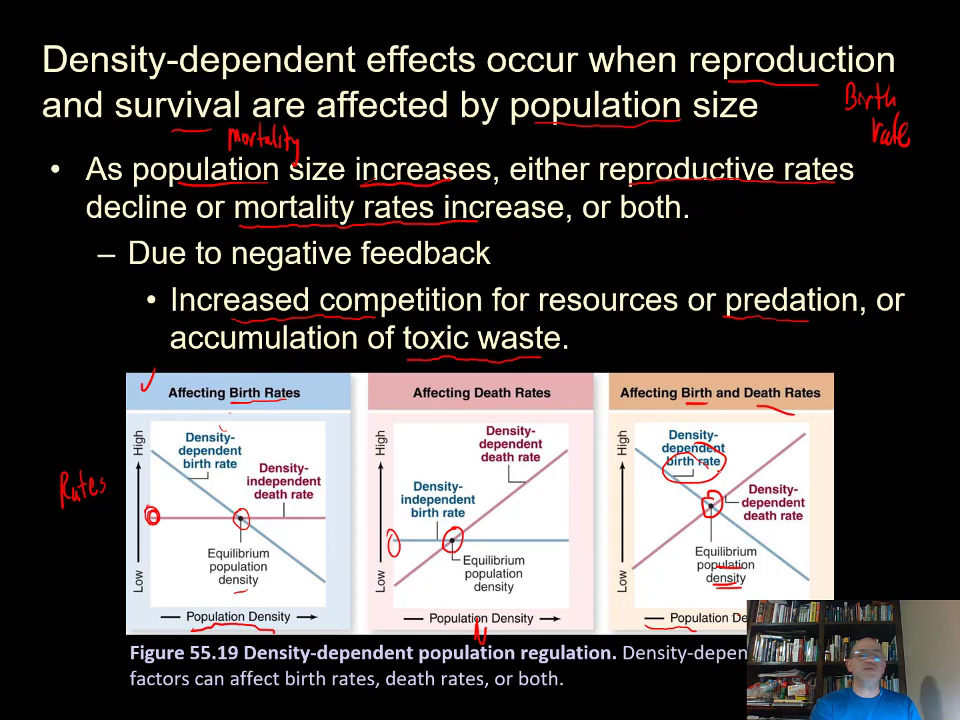 Density-dependent effects occur when reproduction
and survival are affected by population size
Birth
rate
mortality
• As population size increases, either reproductive rates
decline or mortality rates increase, or both.
– Due to negative feedback
• Increased competition for resources or predation, or
accumulation of toxic waste.
Rates
Affecting Birth Rates
High
Low
Density-
dependent
birth rate
Density-
independent
death rate
Equilibrium
population
density
Population Density
Affecting Death Rates
High
Low
Density-
dependent
death rate
Density-
independent
birth rate
Equilibrium
population
density
Population Density
N
Affecting Birth and Death Rates
High
Low
Density-
dependent
birth rate
Density-
dependent
death rate
Equilibrium
population
density
Population De
Figure 55.19 Density-dependent population regulation. Density-depen
factors can affect birth rates, death rates, or both.